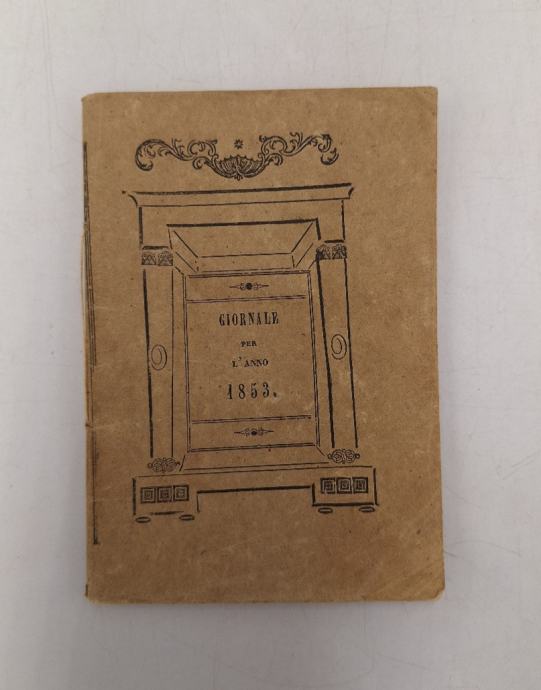 GIORNALE
PER
L'ANNO
1853.